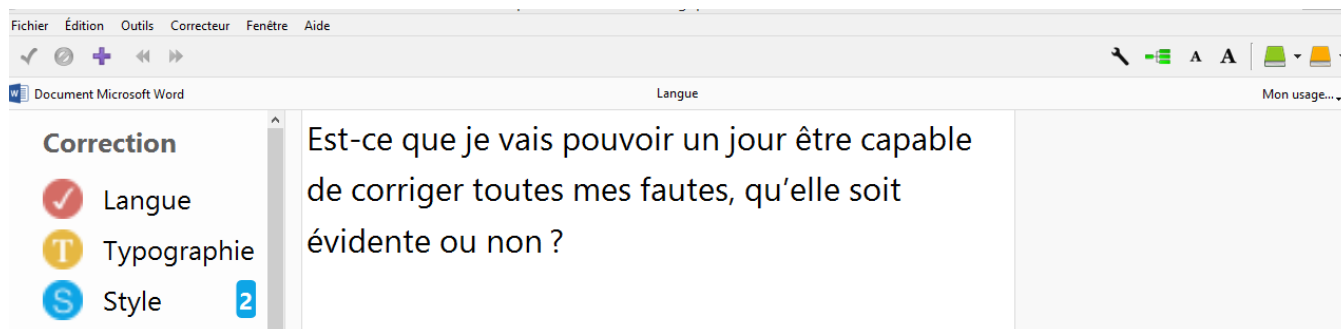 Fichier Édition Outils Correcteur Fenêtre Aide
A A
Document Microsoft Word Langue Mon usage...
Correction
Langue
Typographie
Style 2
Est-ce que je vais pouvoir un jour être capable
de corriger toutes mes fautes, qu’elle soit
évidente ou non ?